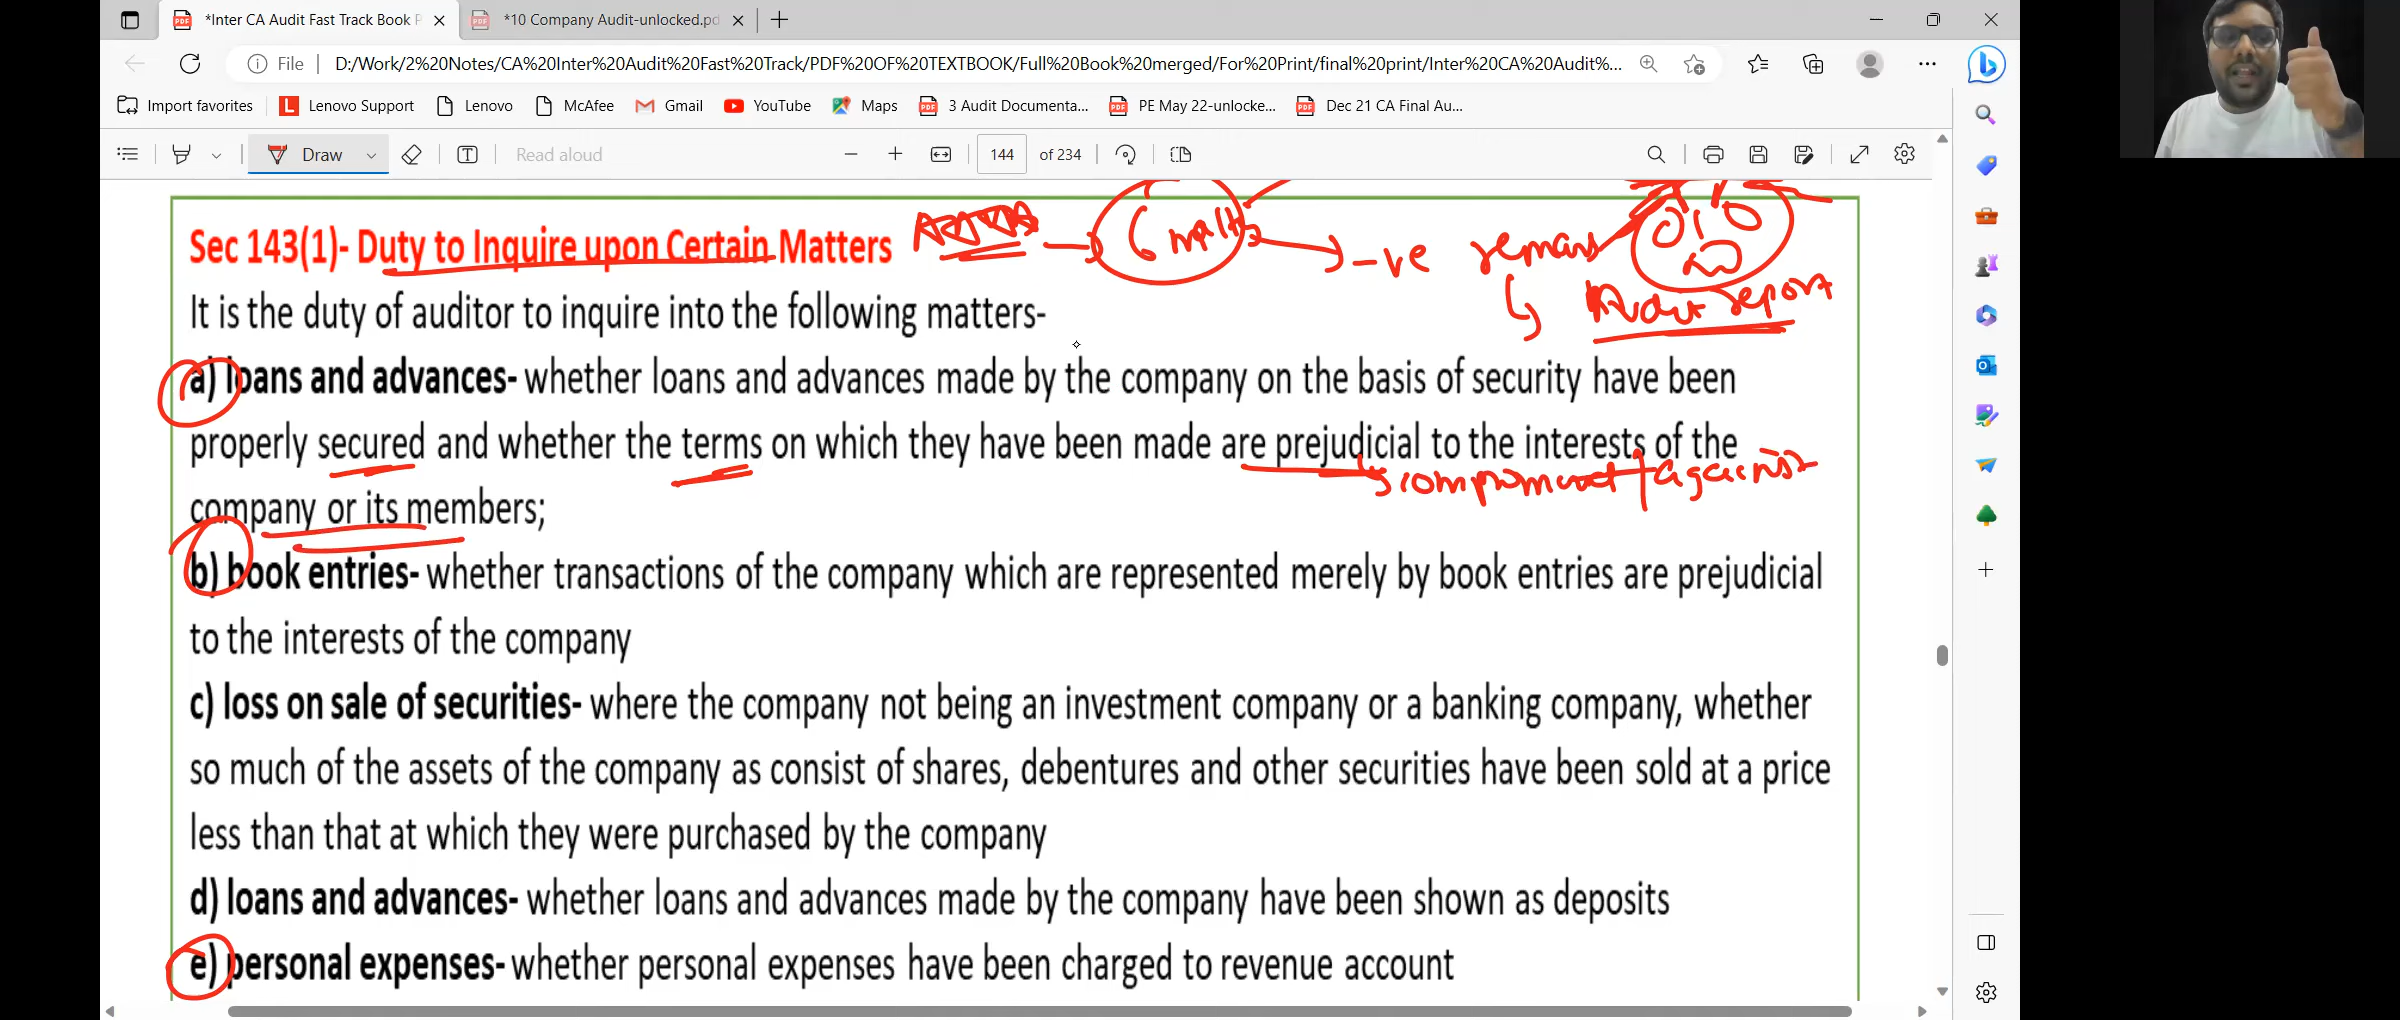 *Inter CA Audit Fast Track Book P
*10 Company Audit-unlocked.pd
File
D:/Work/2%20Notes/CA%20Inter%20Audit%20Fast%20Track/PDF%20OF%20TEXTBOOK/Full%20Book%20merged/For%20Print/final%20print/Inter%20CA%20Audit%...
Import favorites
L Lenovo Support
Lenovo
McAfee
Gmail
YouTube
Maps
3 Audit Documenta...
PE May 22-unlocke...
Dec 21 CA Final Au...
Draw
Read aloud
144 of 234
Sec 143(1)- Duty to Inquire upon Certain Matters
-ve remark
Audit report
It is the duty of auditor to inquire into the following matters-
a) loans and advances- whether loans and advances made by the company on the basis of security have been
properly secured and whether the terms on which they have been made are prejudicial to the interests of the
against
company or its members;
b) book entries- whether transactions of the company which are represented merely by book entries are prejudicial
to the interests of the company
c) loss on sale of securities- where the company not being an investment company or a banking company, whether
so much of the assets of the company as consist of shares, debentures and other securities have been sold at a price
less than that at which they were purchased by the company
d) loans and advances- whether loans and advances made by the company have been shown as deposits
e) personal expenses- whether personal expenses have been charged to revenue account